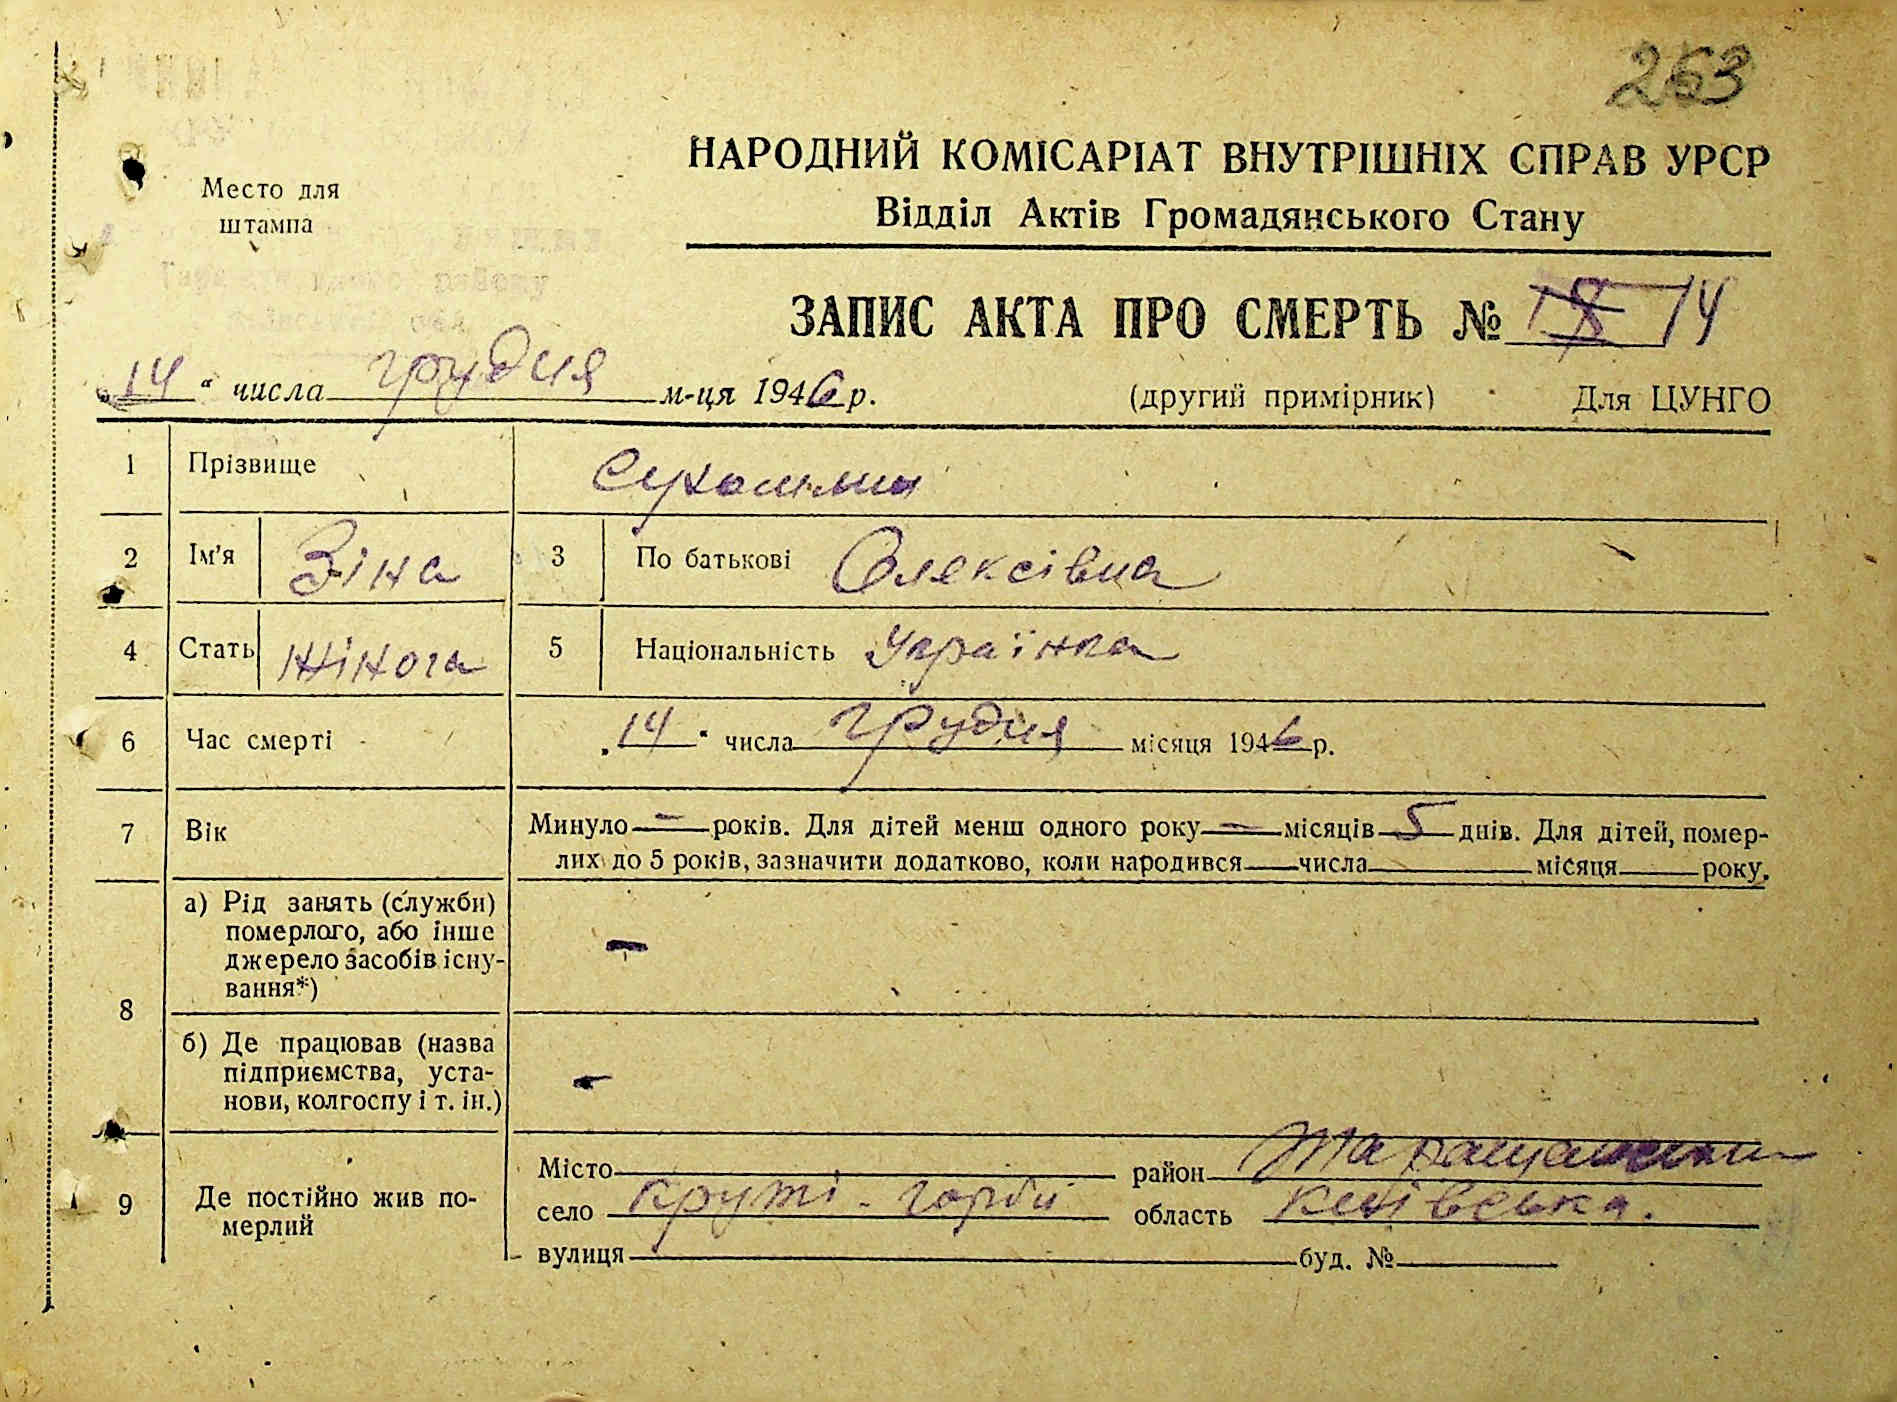 263
Место для
штампа
НАРОДНИЙ КОМІСАРІАТ ВНУТРІШНІХ СПРАВ УРСР
Відділ Актів Громадянського Стану
району
ЗАПИС АКТА ПРО СМЕРТЬ № 14
„14“ числа грудня м-ця 1946 р.
(другий примірник) Для ЦУНГО
1 Прізвище
2 Ім'я Зіна 3 По батькові Олексівна
4 Стать жіноча 5 Національність Українка
6 Час смерті „14“ числа грудня місяця 1946 р.
7 Вік Минуло - років. Для дітей менш одного року - місяців 5 днів. Для дітей, помер-
лих до 5 років, зазначити додатково, коли народився числа місяця року.
8 а) Рід занять (служби)
померлого, або інше
джерело засобів існу-
вання*)
-
б) Де працював (назва
підприємства, уста-
нови, колгоспу і т. ін.)
-
9 Де постійно жив по-
мерлий
Місто район
село Круті-горби область Київська.
вулиця буд. №